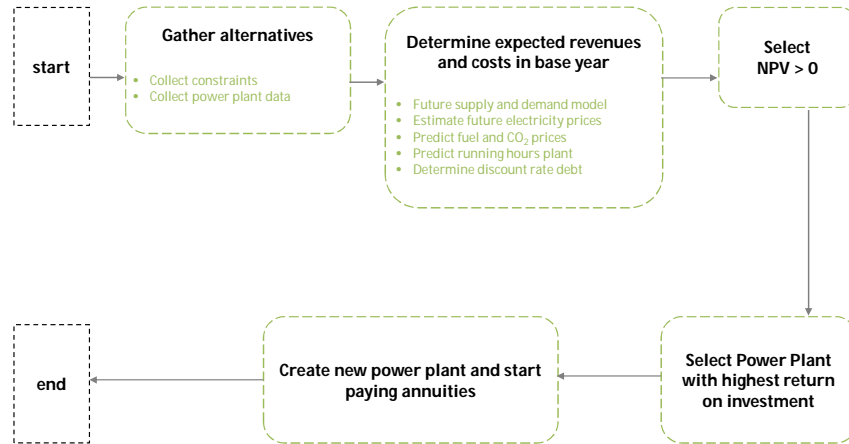 start
Gather alternatives
• Collect constraints
• Collect power plant data
Determine expected revenues
and costs in base year
• Future supply and demand model
• Estimate future electricity prices
• Predict fuel and CO₂ prices
• Predict running hours plant
• Determine discount rate debt
Select
NPV > 0
Select Power Plant
with highest return
on investment
Create new power plant and start
paying annuities
end